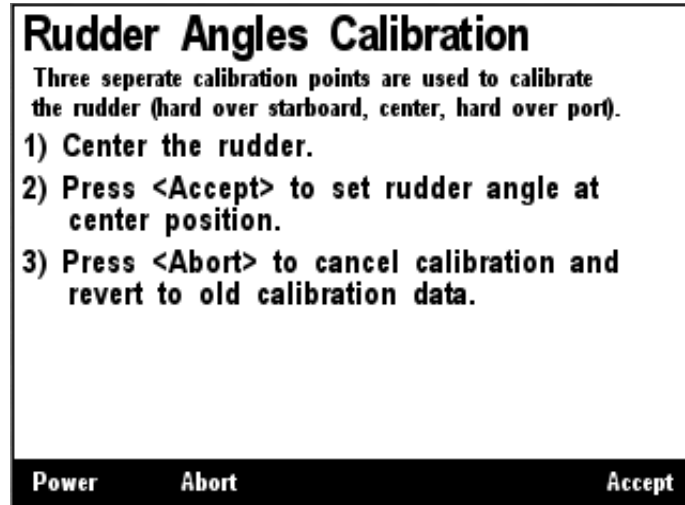 Rudder Angles Calibration
Three seperate calibration points are used to calibrate
the rudder (hard over starboard, center, hard over port).
1) Center the rudder.
2) Press <Accept> to set rudder angle at
center position.
3) Press <Abort> to cancel calibration and
revert to old calibration data.
Power Abort Accept